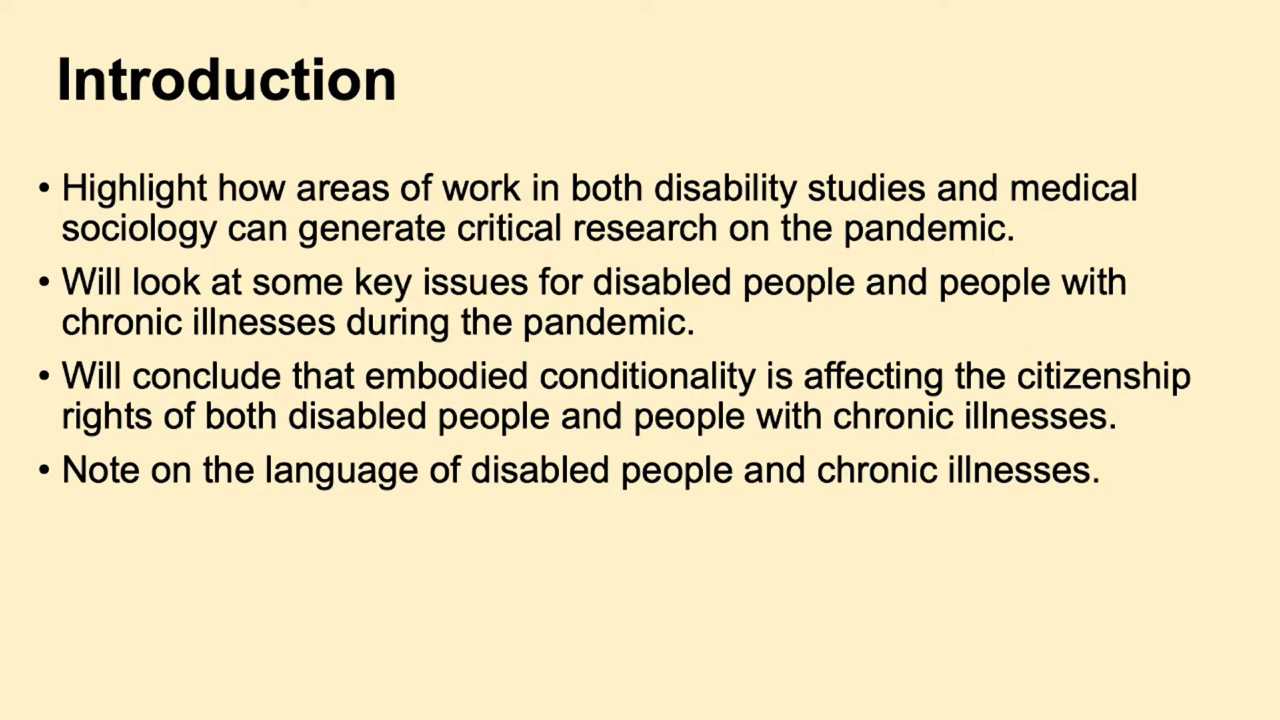 Introduction
• Highlight how areas of work in both disability studies and medical
sociology can generate critical research on the pandemic.
• Will look at some key issues for disabled people and people with
chronic illnesses during the pandemic.
• Will conclude that embodied conditionality is affecting the citizenship
rights of both disabled people and people with chronic illnesses.
• Note on the language of disabled people and chronic illnesses.